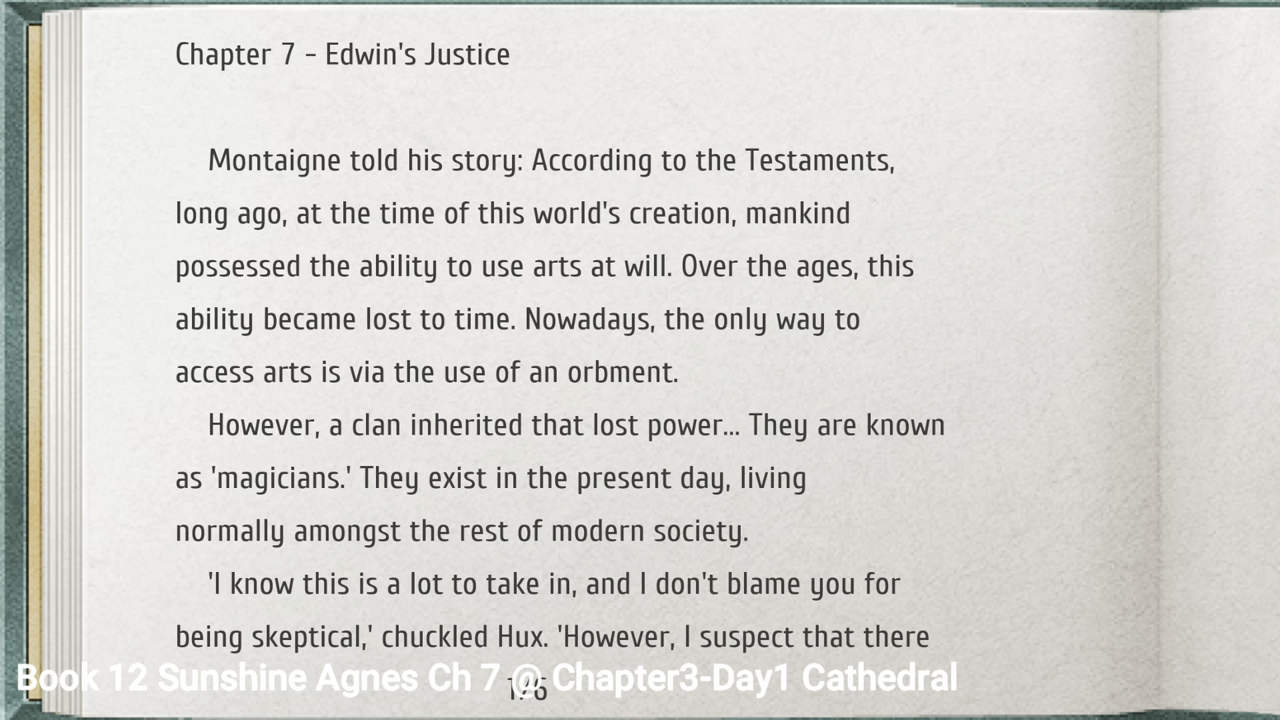 Chapter 7 - Edwin's Justice
Montaigne told his story: According to the Testaments,
long ago, at the time of this world's creation, mankind
possessed the ability to use arts at will. Over the ages, this
ability became lost to time. Nowadays, the only way to
access arts is via the use of an orbment.
However, a clan inherited that lost power... They are known
as 'magicians.' They exist in the present day, living
normally amongst the rest of modern society.
'I know this is a lot to take in, and I don't blame you for
being skeptical,' chuckled Hux. 'However, I suspect that there
Book 12 Sunshine Agnes Ch 7 @ Chapter3-Day1 Cathedral